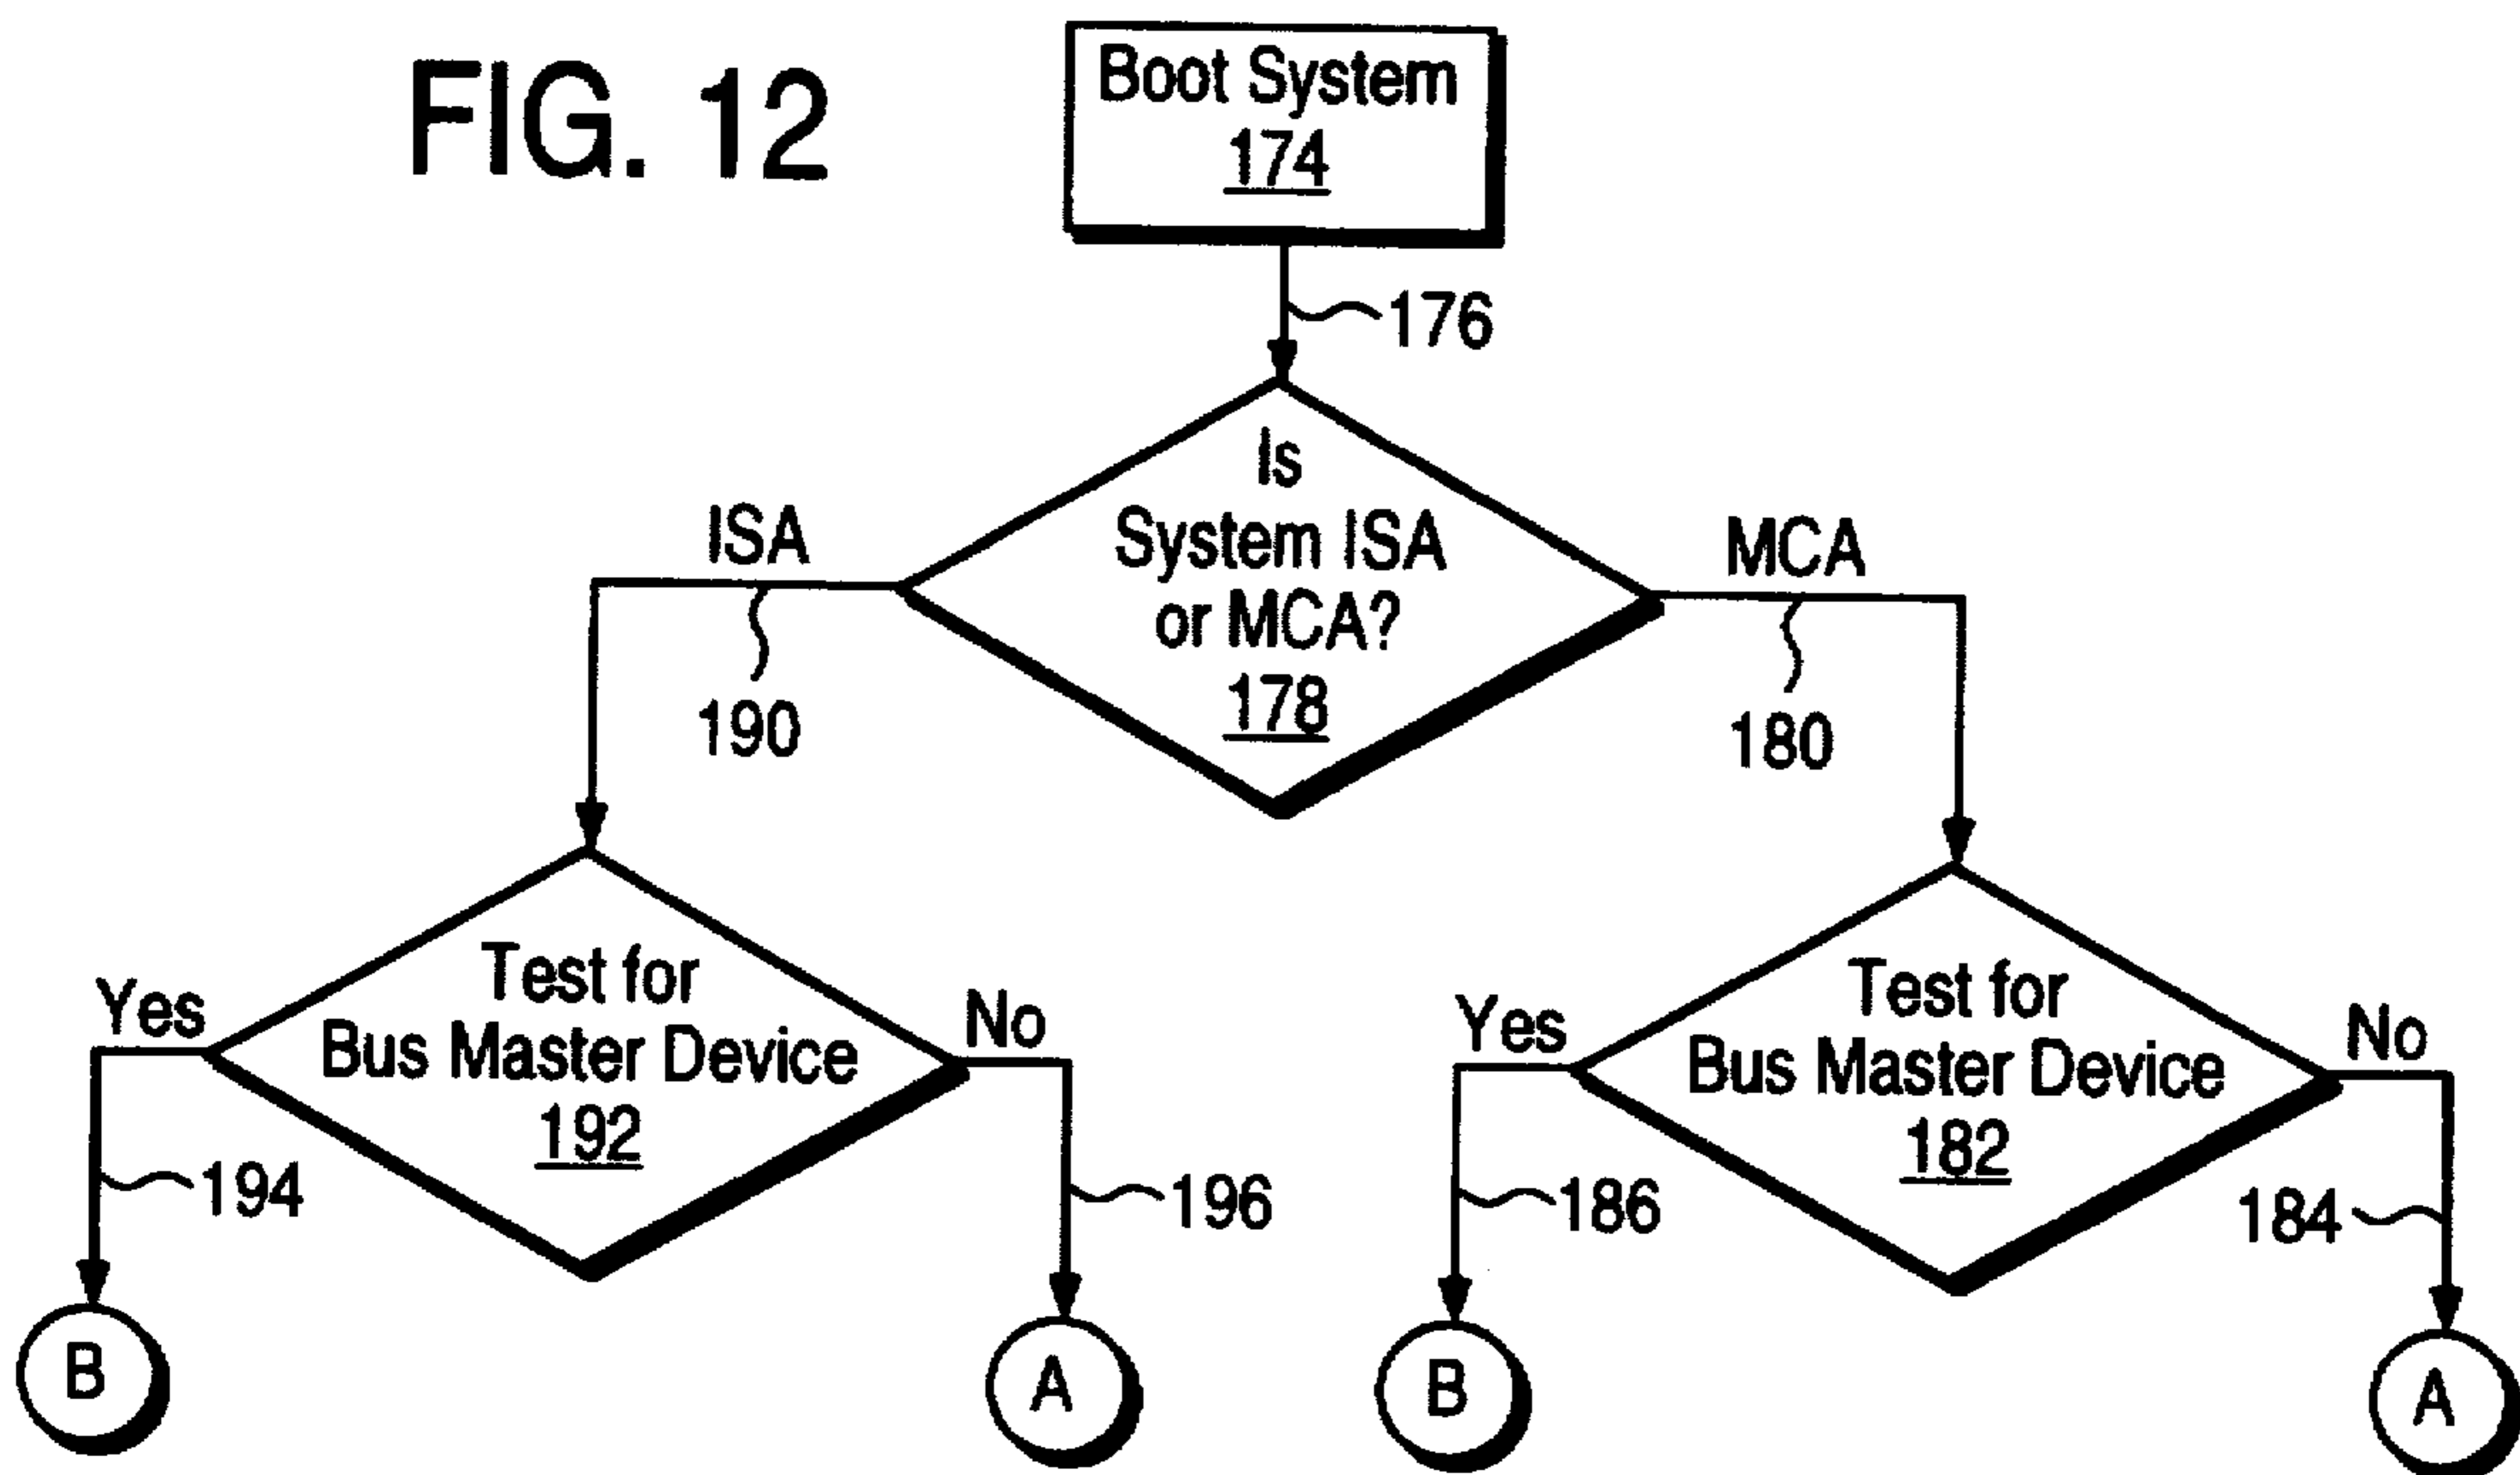 FIG. 12
Boot System
174
176
Is
System ISA
or MCA?
178
ISA
190
MCA
180
Test for
Bus Master Device
192
Yes
194
No
196
Test for
Bus Master Device
182
Yes
186
No
184
B
A
B
A